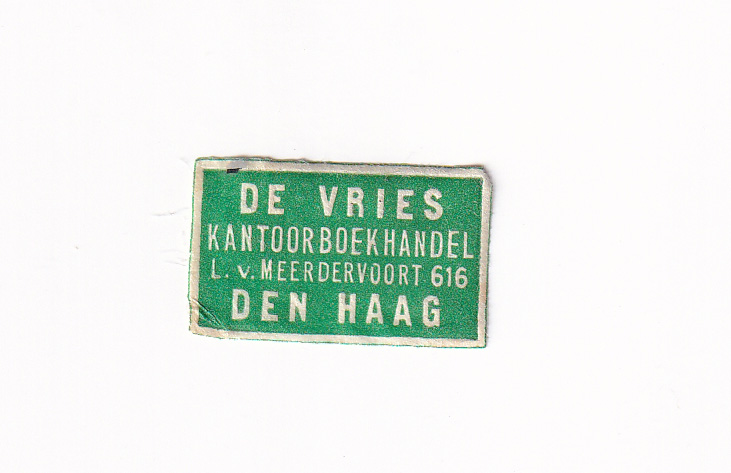 DE VRIES
KANTOORBOEKHANDEL
L. v. MEERDERVOORT 616
DEN HAAG